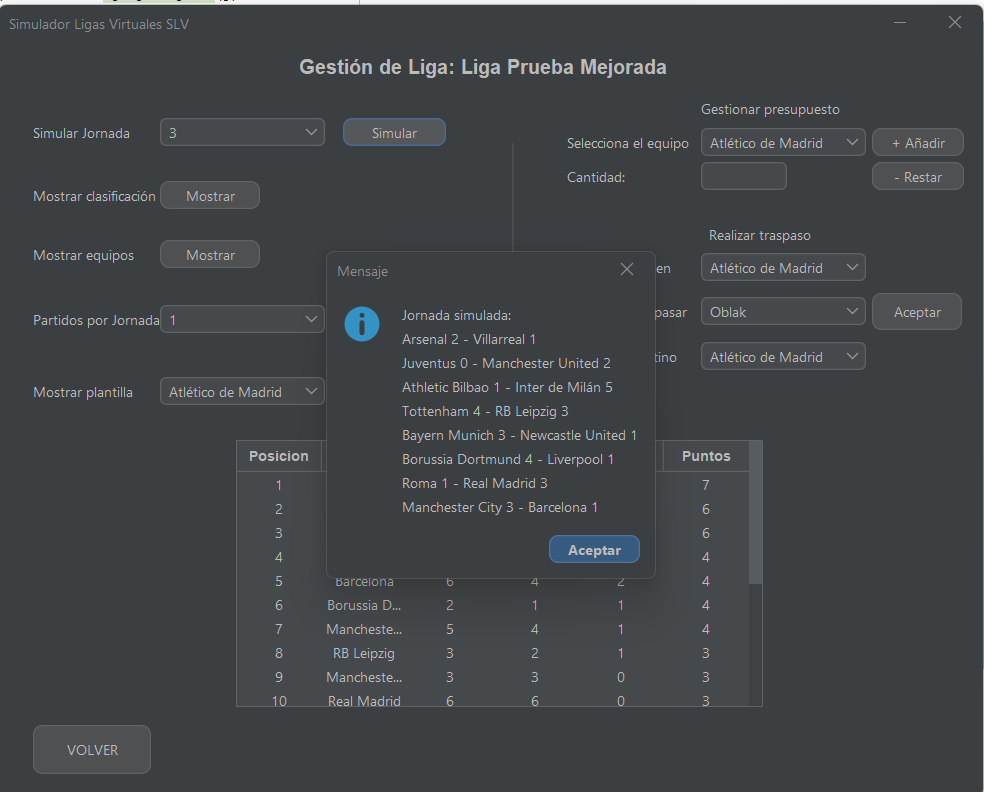 Simulador Ligas Virtuales SLV
Gestión de Liga: Liga Prueba Mejorada
Simular Jornada 3 Simular
Mostrar clasificación Mostrar
Mostrar equipos Mostrar
Partidos por Jornada 1
Mostrar plantilla Atlético de Madrid
Gestionar presupuesto
Selecciona el equipo Atlético de Madrid + Añadir
Cantidad: - Restar
Realizar traspaso
en Atlético de Madrid
pasar Oblak Aceptar
tino Atlético de Madrid
Mensaje
Jornada simulada:
Arsenal 2 - Villarreal 1
Juventus 0 - Manchester United 2
Athletic Bilbao 1 - Inter de Milán 5
Tottenham 4 - RB Leipzig 3
Bayern Munich 3 - Newcastle United 1
Borussia Dortmund 4 - Liverpool 1
Roma 1 - Real Madrid 3
Manchester City 3 - Barcelona 1
Aceptar
Posicion Puntos
1 7
2 6
3 6
4 4
5 Barcelona 6 4 2 4
6 Borussia D... 2 1 1 4
7 Mancheste... 5 4 1 4
8 RB Leipzig 3 2 1 3
9 Mancheste... 3 3 0 3
10 Real Madrid 6 6 0 3
VOLVER